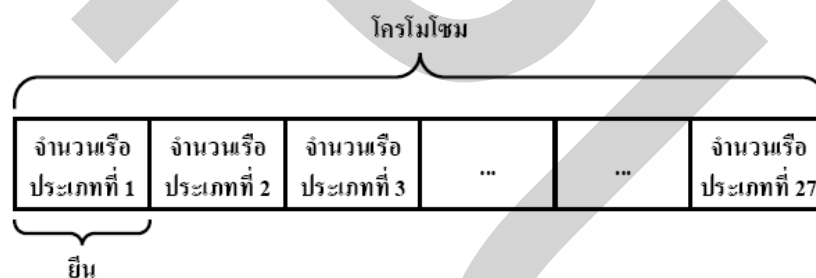 โครโมโซม
จำนวนเรือ
ประเภทที่ 1
จำนวนเรือ
ประเภทที่ 2
จำนวนเรือ
ประเภทที่ 3
...
...
จำนวนเรือ
ประเภทที่ 27
ยีน